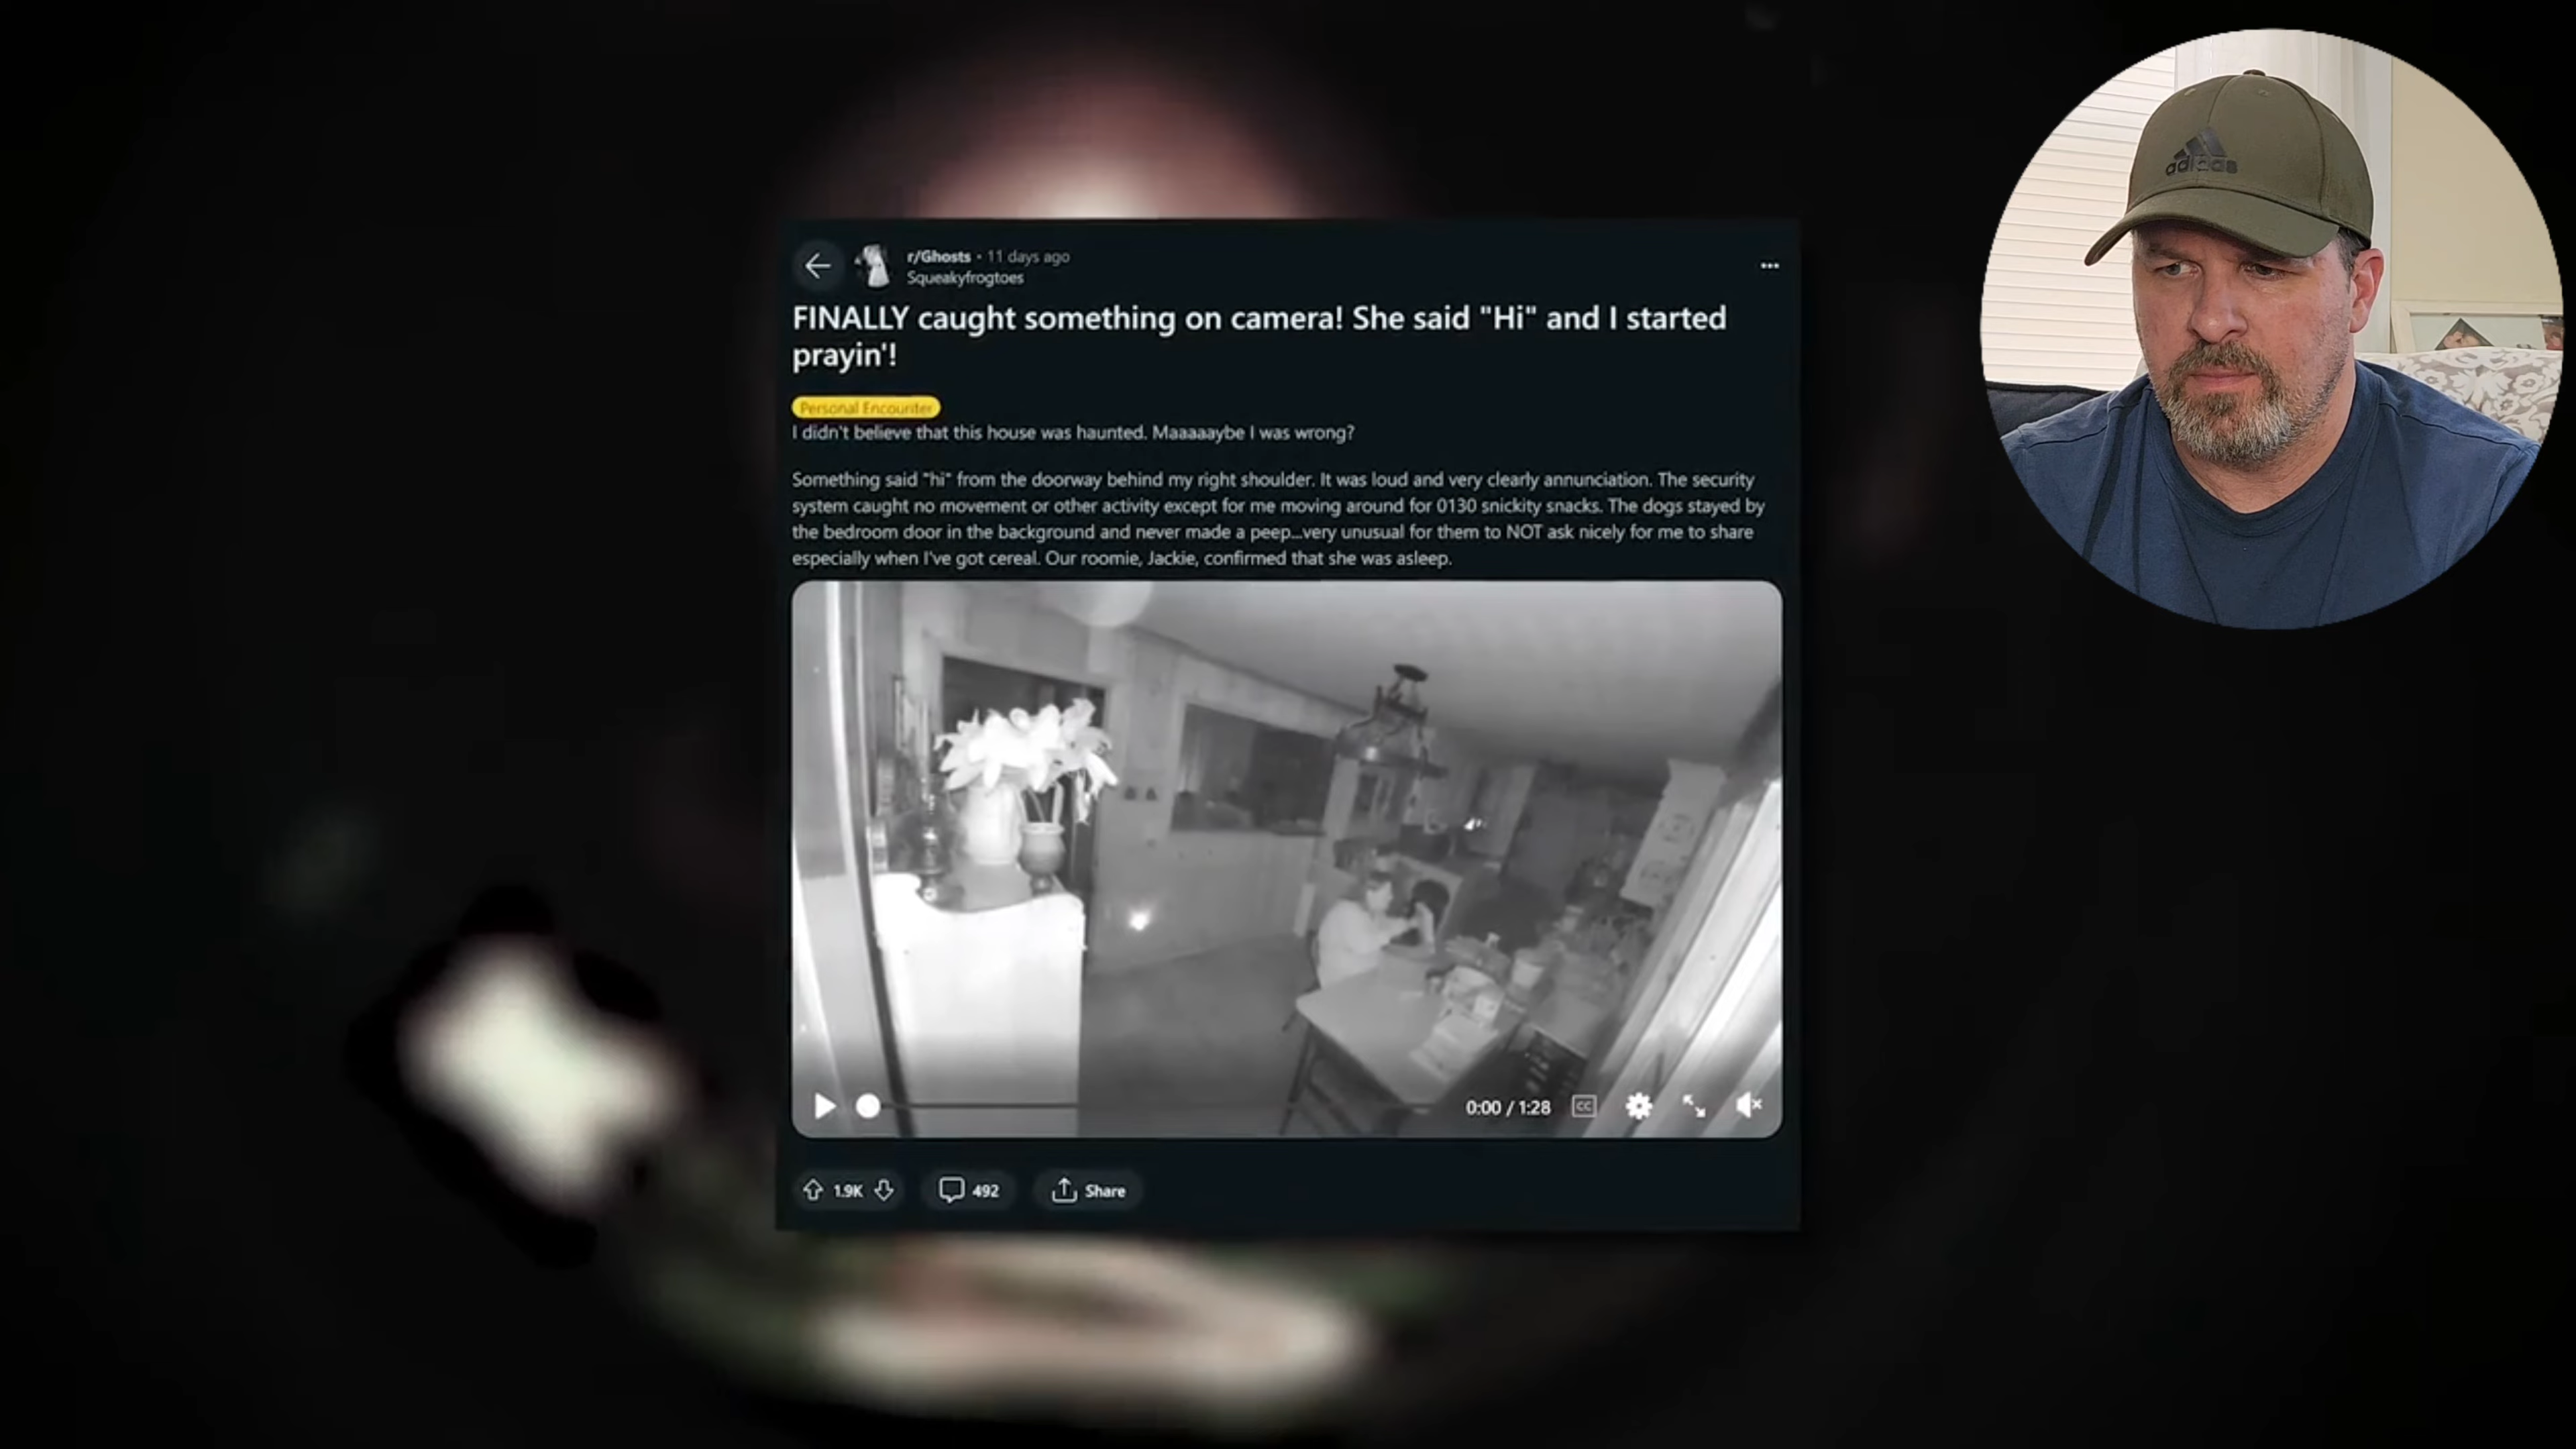 r/Ghosts • 11 days ago
Squeakyfrogtoes
FINALLY caught something on camera! She said "Hi" and I started
prayin'!
Personal Encounter
I didn't believe that this house was haunted. Maaaaaybe I was wrong?
Something said "hi" from the doorway behind my right shoulder. It was loud and very clearly annunciation. The security
system caught no movement or other activity except for me moving around for 0130 snickity snacks. The dogs stayed by
the bedroom door in the background and never made a peep...very unusual for them to NOT ask nicely for me to share
especially when I've got cereal. Our roomie, Jackie, confirmed that she was asleep.
0:00 / 1:28 CC
1.9K 492 Share
adidas